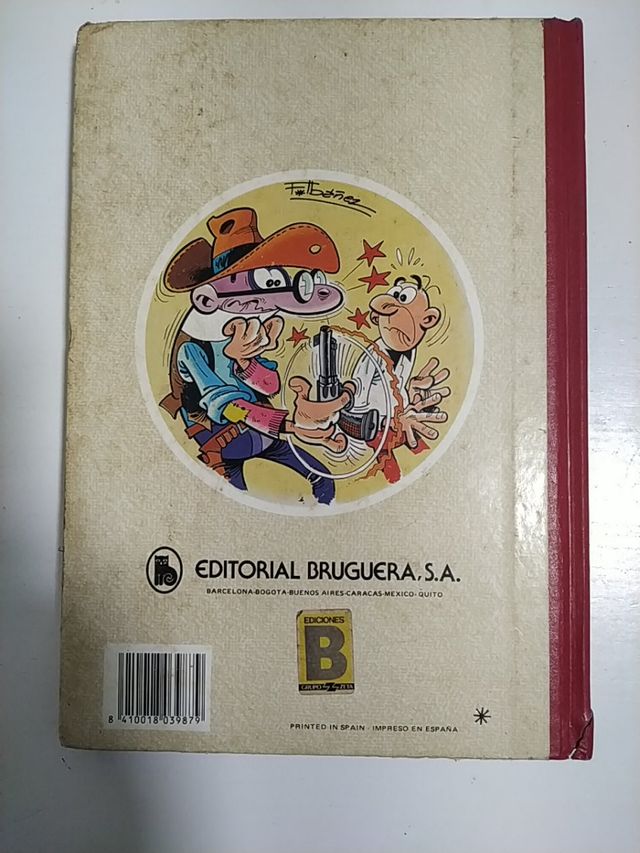 F. Ibáñez
EDITORIAL BRUGUERA, S.A.
BARCELONA-BOGOTA-BUENOS AIRES-CARACAS-MEXICO-QUITO
EDICIONES
B
GRUPO ZETA
8 410018 039879
PRINTED IN SPAIN - IMPRESO EN ESPAÑA